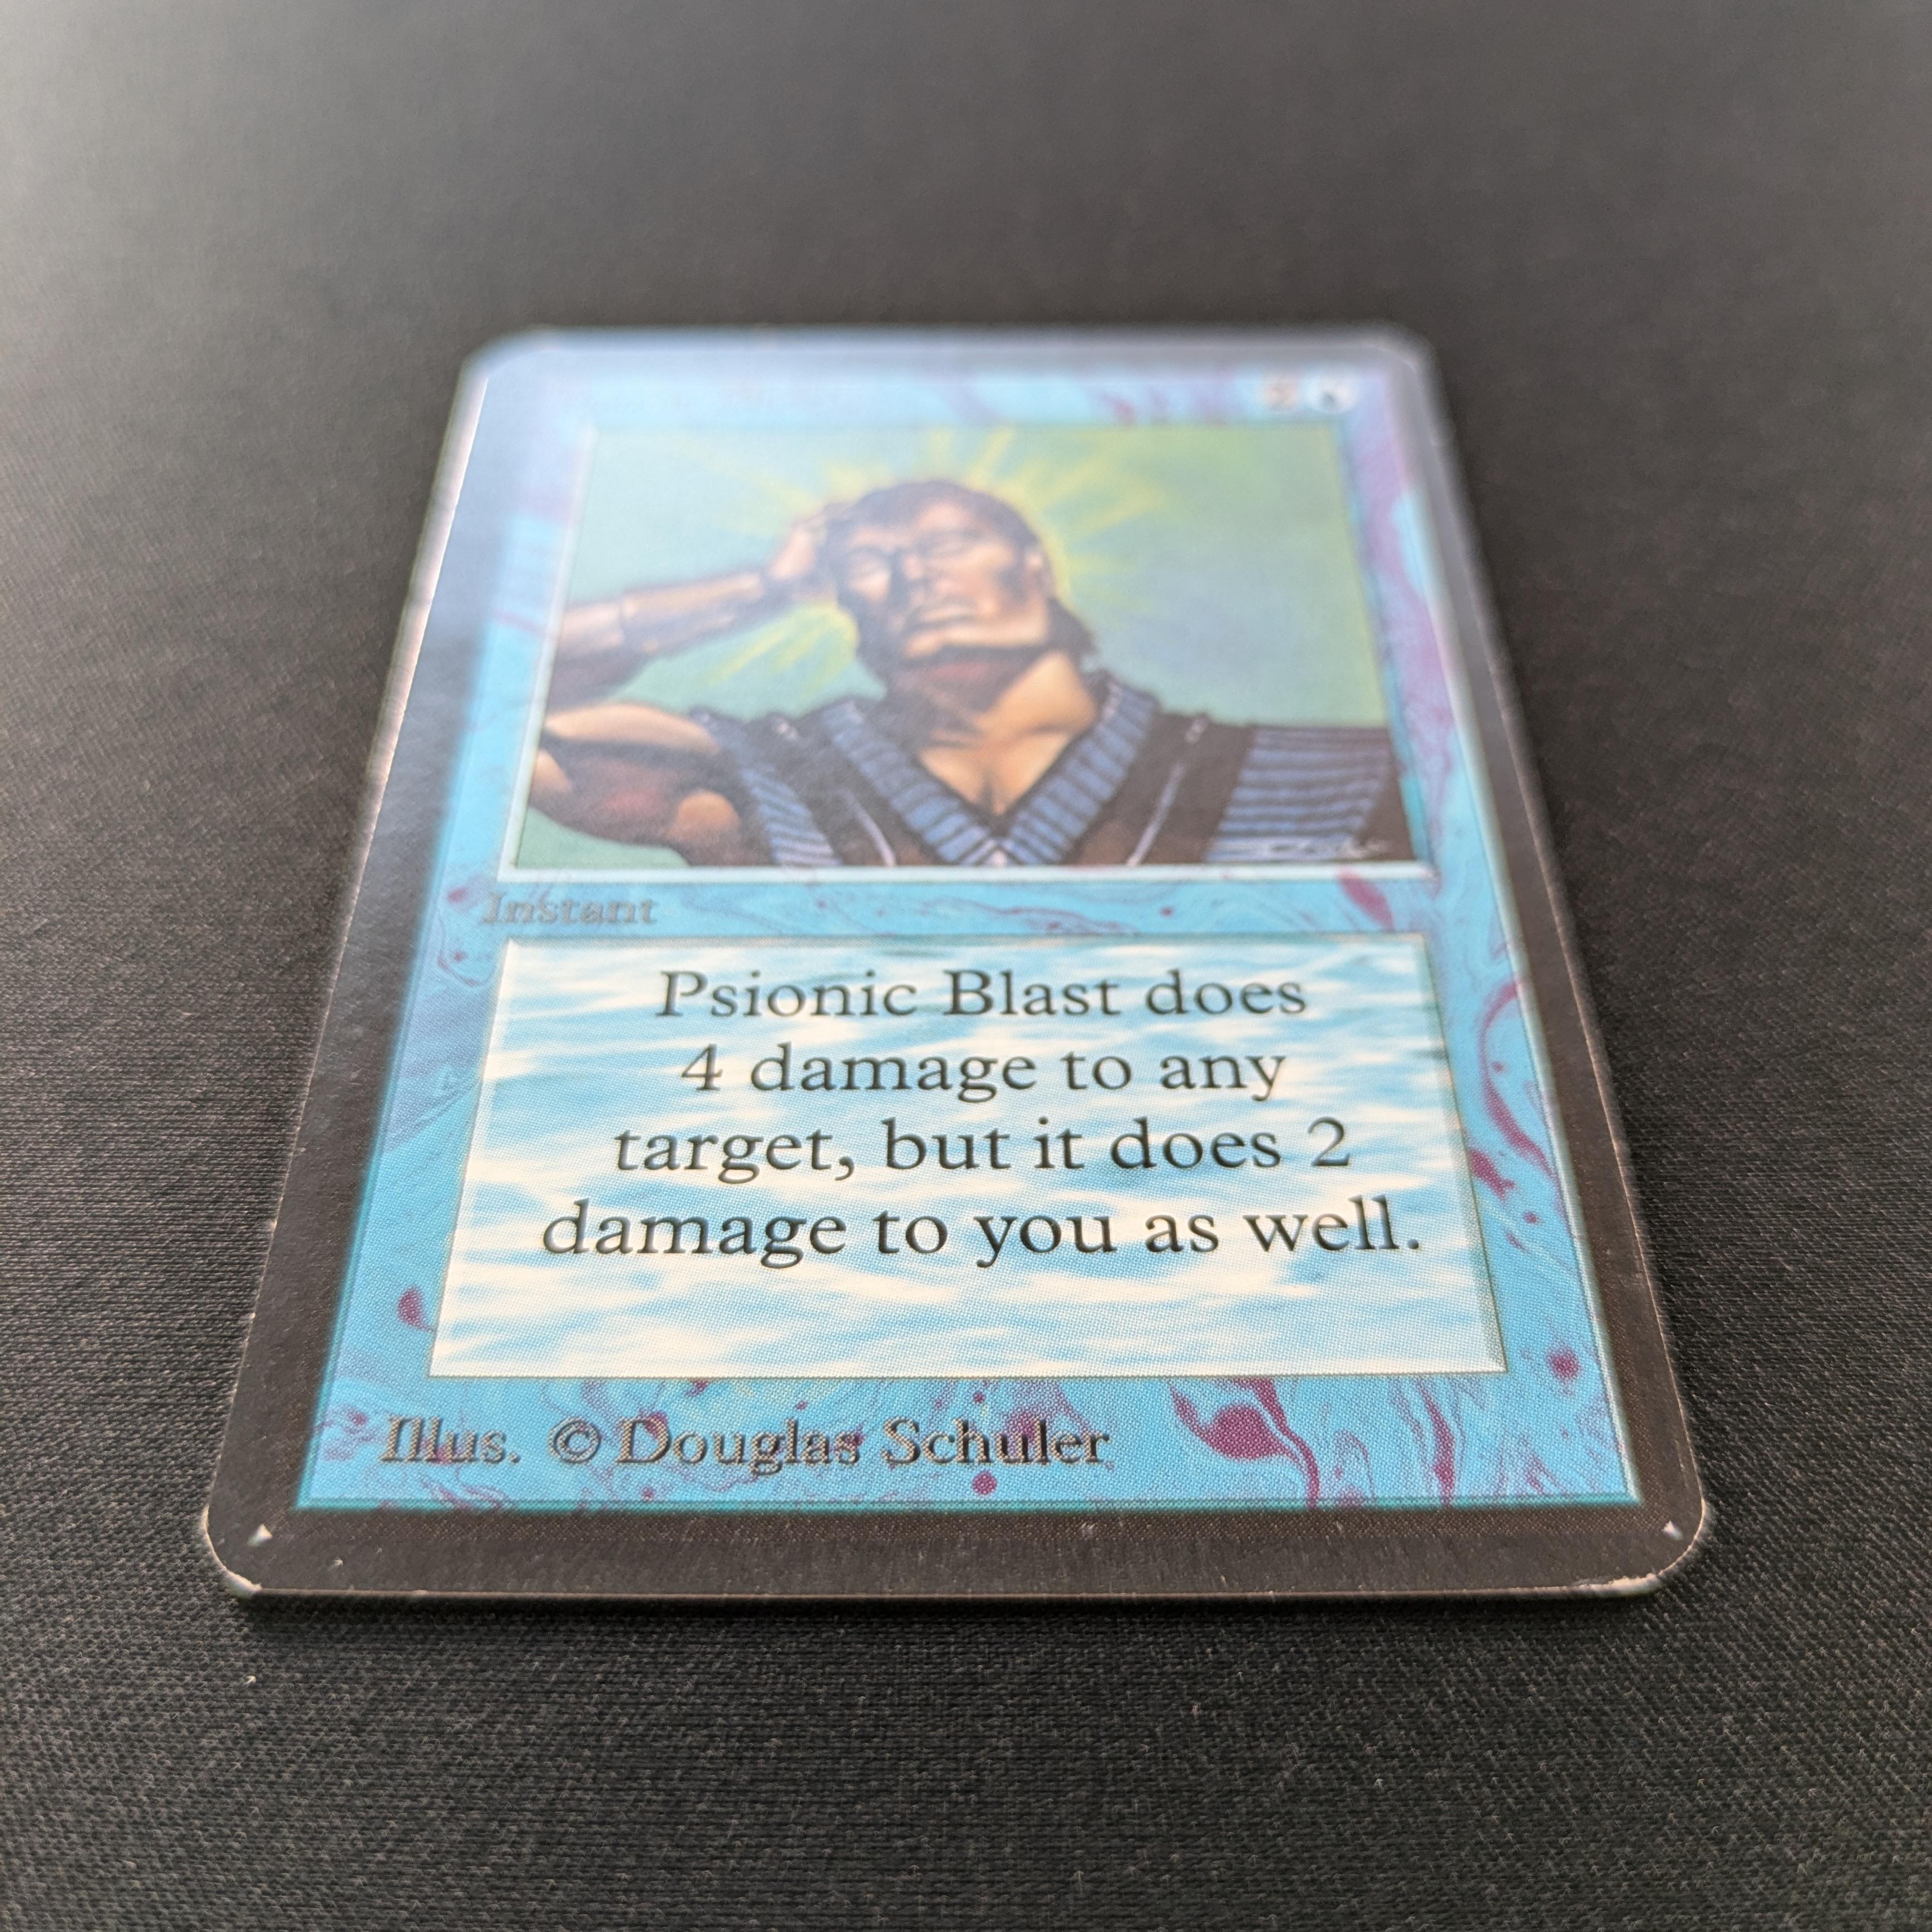 Instant
Psionic Blast does
4 damage to any
target, but it does 2
damage to you as well.
Illus. © Douglas Schuler